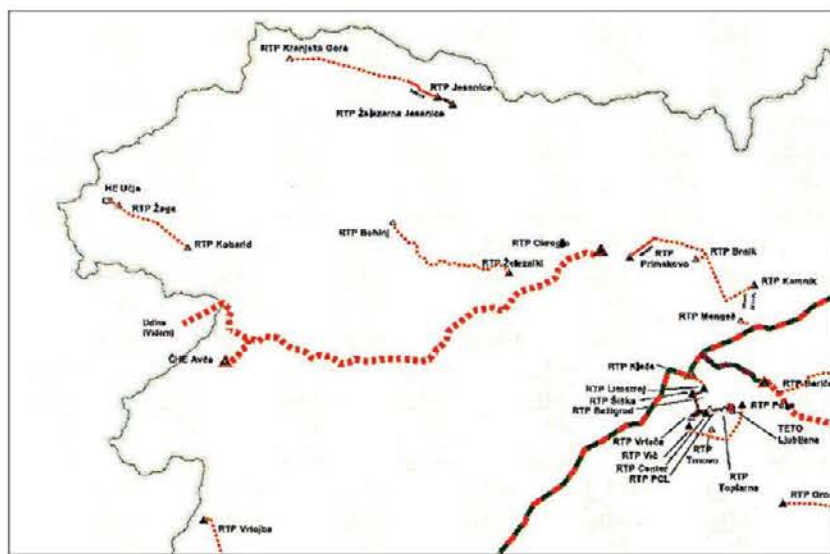 RTP Kranjska Gora
RTP Jesenice
RTP Železarna Jesenice
HE Učja
RTP Žaga
RTP Kobarid
RTP Bohinj
RTP Železniki
RTP Okroglo
RTP
Primskovo
RTP Brnik
RTP Kamnik
RTP Mengeš
Udine
(Videm)
ČHE Avče
RTP Kleče
RTP Litostroj
RTP Šiška
RTP Bežigrad
RTP Polje
TETO
Ljubljana
RTP Vrtača
RTP Vič
RTP Center
RTP PCL
RTP
Trnovo
RTP
Toplarna
RTP Vrtojba